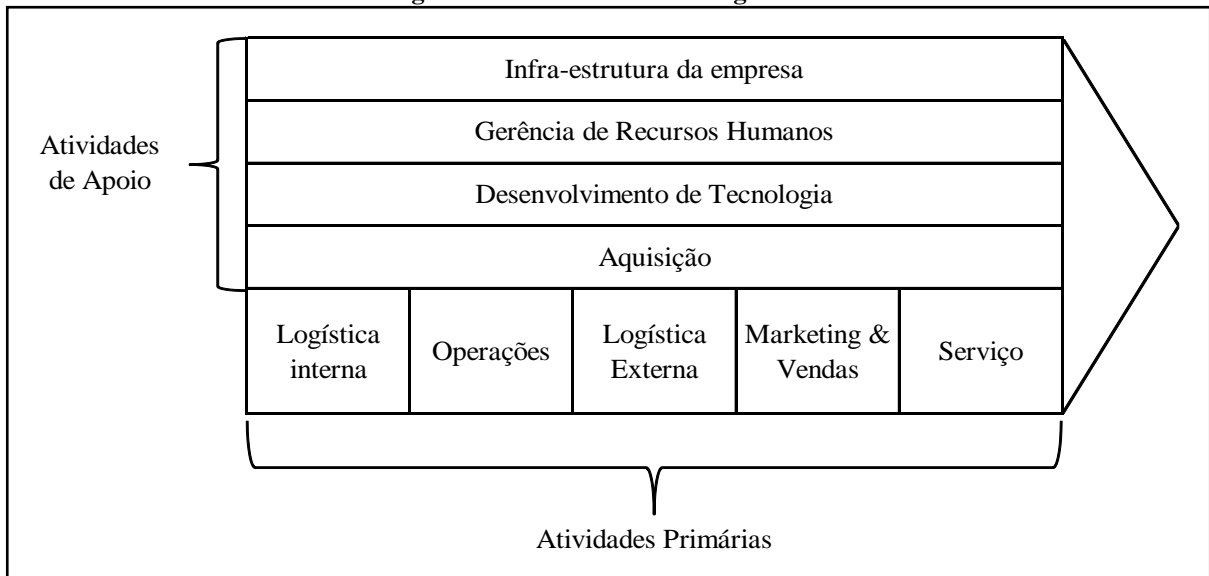 Infra-estrutura da empresa
Gerência de Recursos Humanos
Desenvolvimento de Tecnologia
Aquisição
Atividades
de Apoio
Logística
interna
Operações
Logística
Externa
Marketing &
Vendas
Serviço
Atividades Primárias